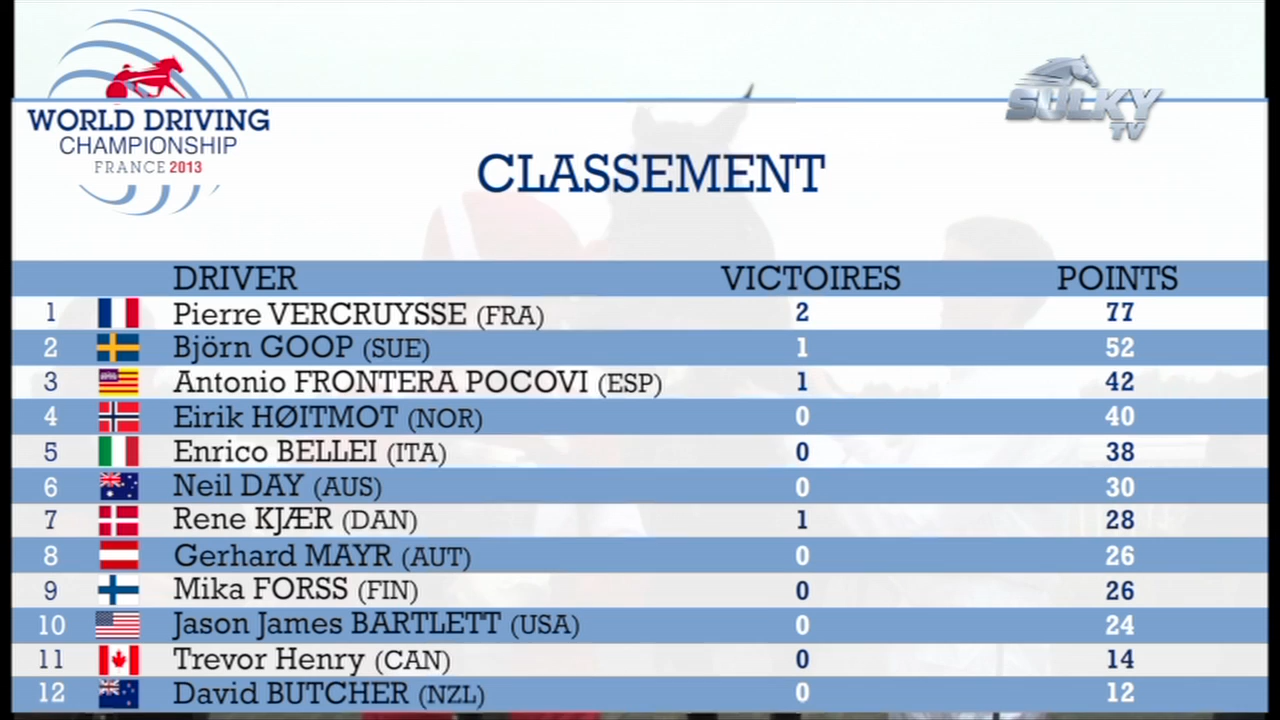 WORLD DRIVING
CHAMPIONSHIP
FRANCE 2013
SULKY
TV
CLASSEMENT
DRIVER VICTOIRES POINTS
1 Pierre VERCRUYSSE (FRA) 2 77
2 Björn GOOP (SUE) 1 52
3 Antonio FRONTERA POCOVI (ESP) 1 42
4 Eirik HØITMOT (NOR) 0 40
5 Enrico BELLEI (ITA) 0 38
6 Neil DAY (AUS) 0 30
7 Rene KJÆR (DAN) 1 28
8 Gerhard MAYR (AUT) 0 26
9 Mika FORSS (FIN) 0 26
10 Jason James BARTLETT (USA) 0 24
11 Trevor Henry (CAN) 0 14
12 David BUTCHER (NZL) 0 12